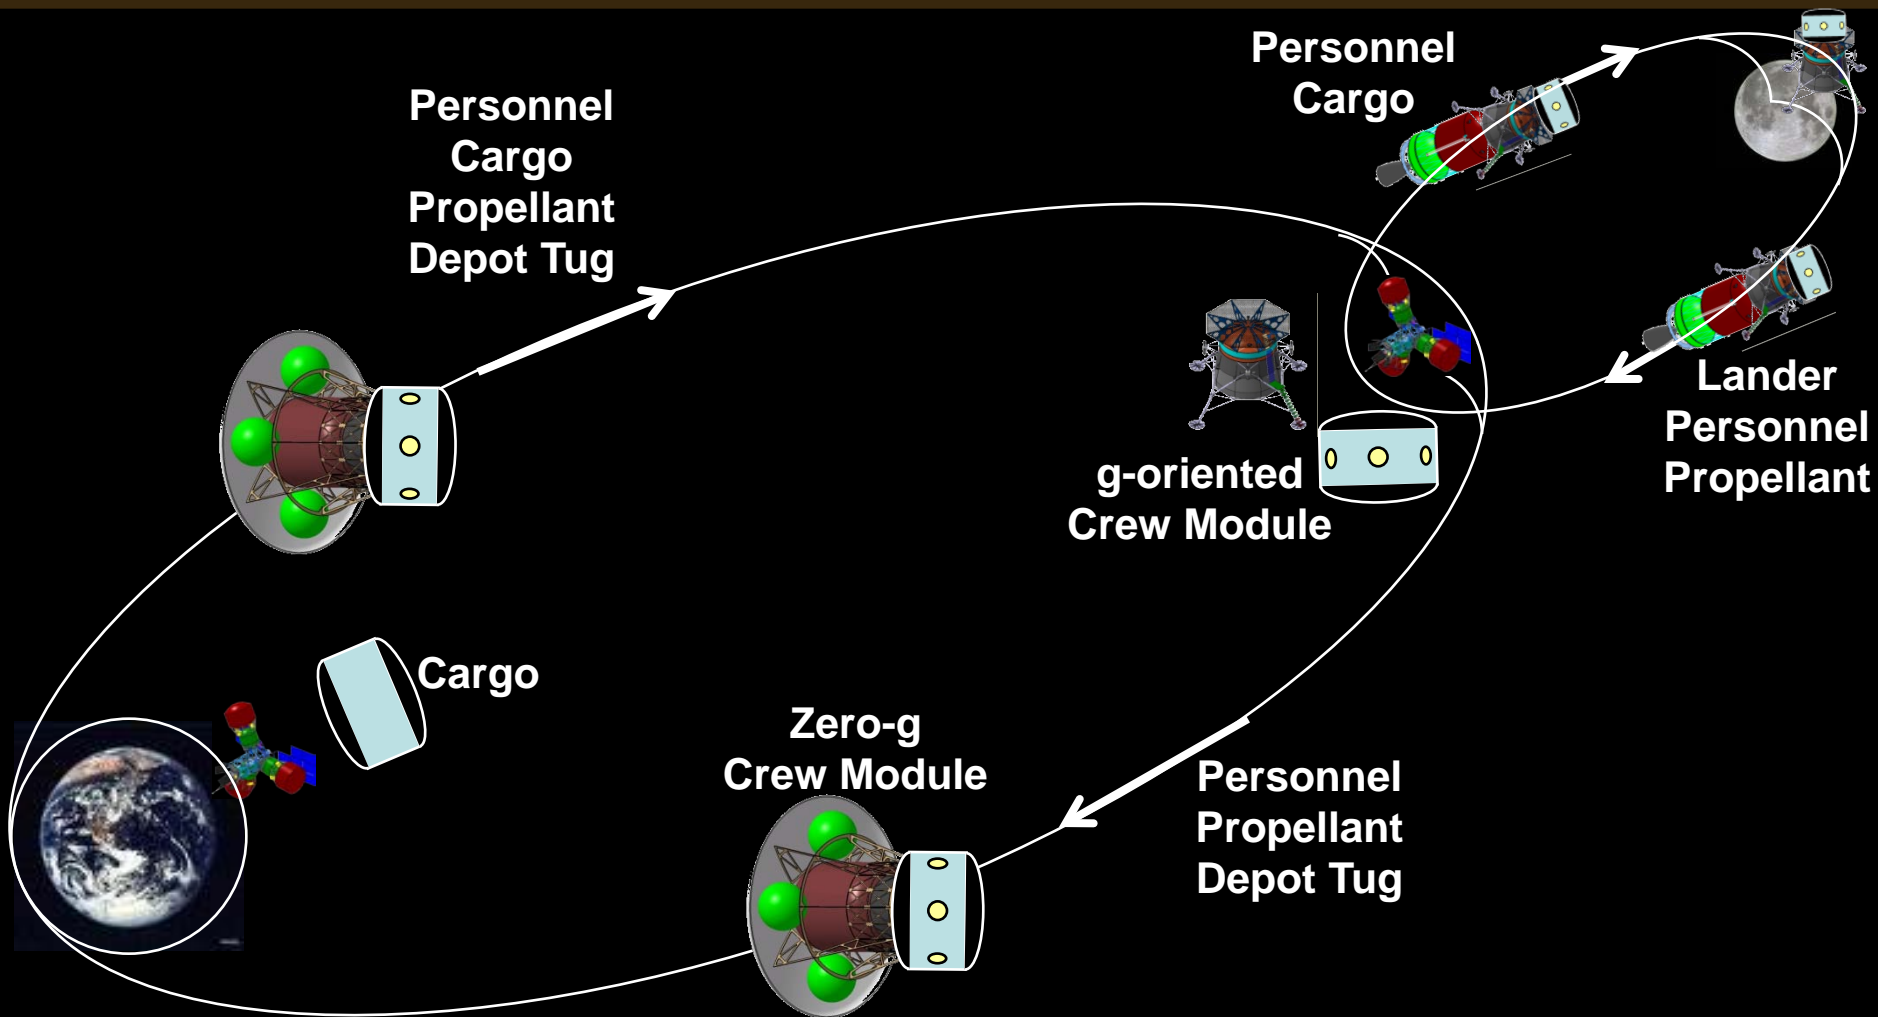 Personnel
Cargo
Propellant
Depot Tug
Personnel
Cargo
Lander
Personnel
Propellant
g-oriented
Crew Module
Cargo
Zero-g
Crew Module
Personnel
Propellant
Depot Tug